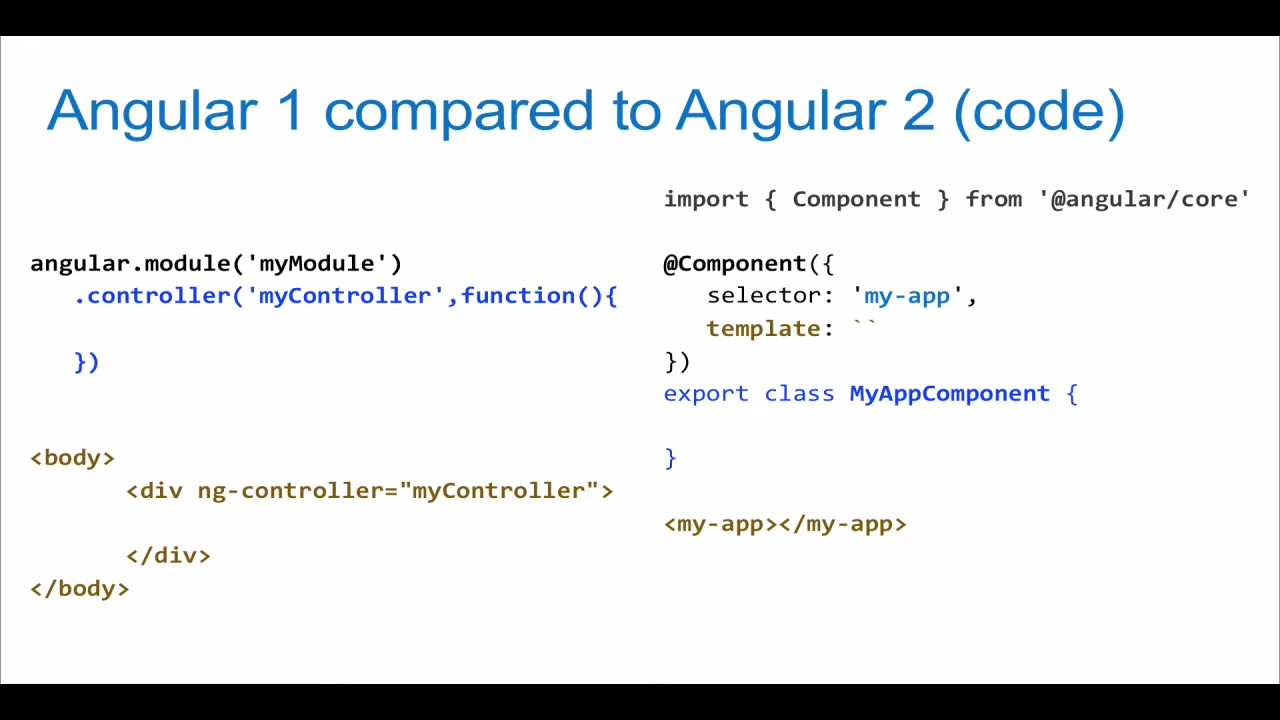 Angular 1 compared to Angular 2 (code)
angular.module('myModule')
.controller('myController',function(){
})
<body>
<div ng-controller="myController">
</div>
</body>
import { Component } from '@angular/core'
@Component({
selector: 'my-app',
template: ``
})
export class MyAppComponent {
}
<my-app></my-app>